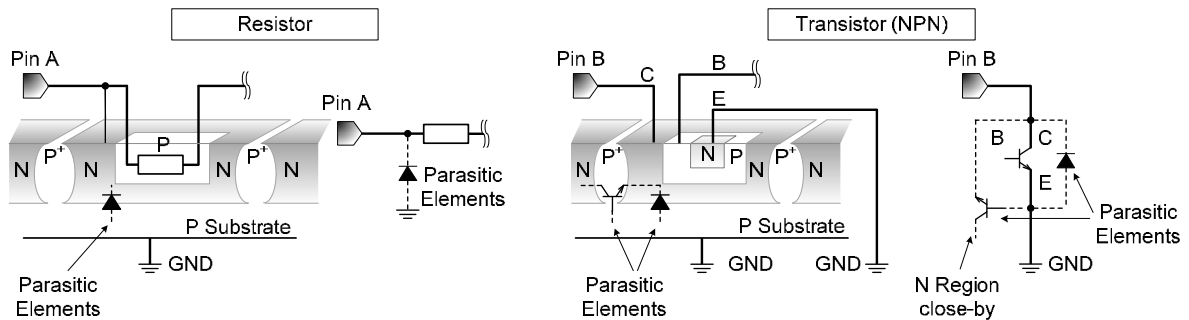 Resistor
Pin A
N
P+
N
P
P+
N
Parasitic
Elements
P Substrate
GND
Pin A
Parasitic
Elements
Transistor (NPN)
Pin B
C
B
E
N
P+
N
N
P
P+
N
P Substrate
GND
GND
Parasitic
Elements
Pin B
B
C
E
Parasitic
Elements
GND
N Region
close-by